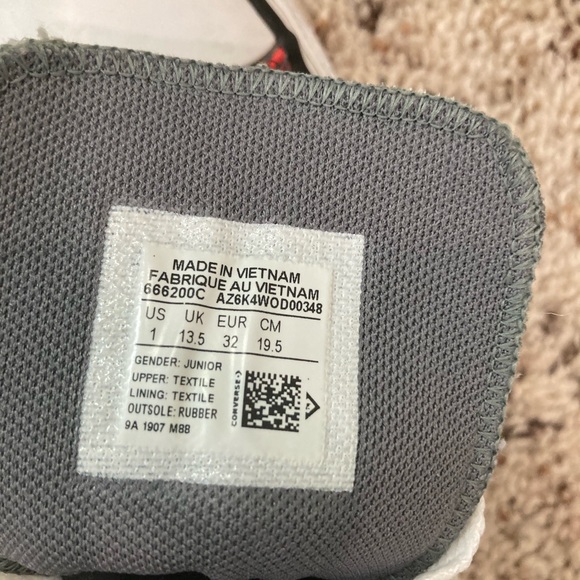 MADE IN VIETNAM
FABRIQUE AU VIETNAM
666200C AZ6K4WOD00348
US UK EUR CM
1 13.5 32 19.5
GENDER: JUNIOR
UPPER: TEXTILE
LINING: TEXTILE
OUTSOLE: RUBBER
9A 1907 M88
CONVERSE